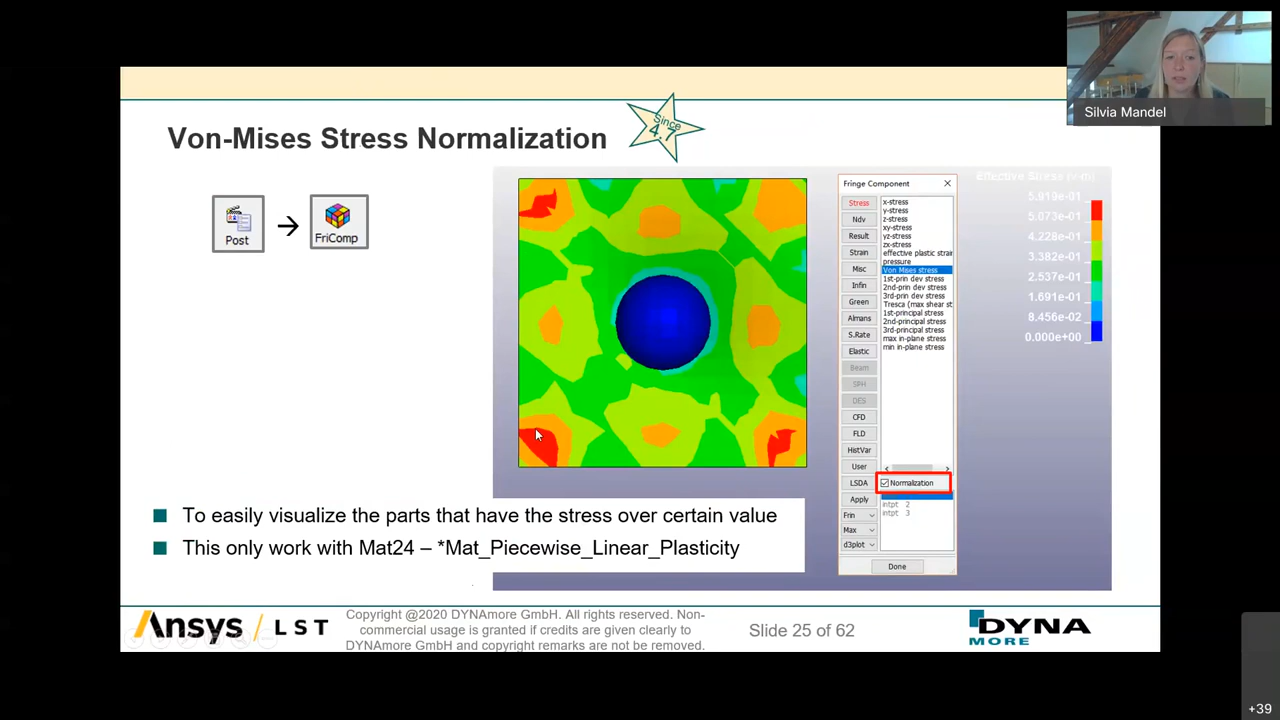 Silvia Mandel
Von-Mises Stress Normalization
Since
4.7
Post
FriComp
Fringe Component
Stress
Ndv
Result
Strain
Misc
Infin
Green
Almans
S.Rate
Elastic
Beam
SPH
DES
CFD
FLD
HistVar
User
LSDA
Apply
Frin
Max
d3plot
x-stress
y-stress
z-stress
xy-stress
yz-stress
zx-stress
effective plastic strai
pressure
Von Mises stress
1st-prin dev stress
2nd-prin dev stress
3rd-prin dev stress
Tresca (max shear st
1st-principal stress
2nd-principal stress
3rd-principal stress
max in-plane stress
min in-plane stress
Normalization
intpt 2
intpt 3
Done
Effective Stress (v-m)
5.919e-01
5.073e-01
4.228e-01
3.382e-01
2.537e-01
1.691e-01
8.456e-02
0.000e+00
To easily visualize the parts that have the stress over certain value
This only work with Mat24 – *Mat_Piecewise_Linear_Plasticity
Ansys / LST
Copyright @2020 DYNAmore GmbH. All rights reserved. Non-
commercial usage is granted if credits are given clearly to
DYNAmore GmbH and copyright remarks are not be removed.
Slide 25 of 62
DYNA
MORE
+39